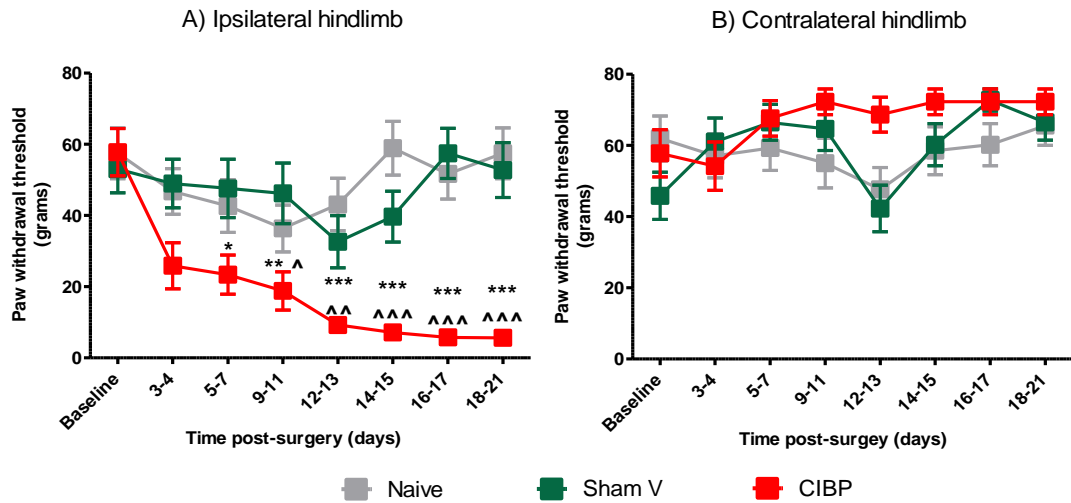 A) Ipsilateral hindlimb
Paw withdrawal threshold
(grams)
80
60
40
20
0
*
** ^
***
^^
***
^^^
***
^^^
***
^^^
Baseline
3-4
5-7
9-11
12-13
14-15
16-17
18-21
Time post-surgery (days)
B) Contralateral hindlimb
Paw withdrawal threshold
(grams)
80
60
40
20
0
Baseline
3-4
5-7
9-11
12-13
14-15
16-17
18-21
Time post-surgey (days)
Naive
Sham V
CIBP